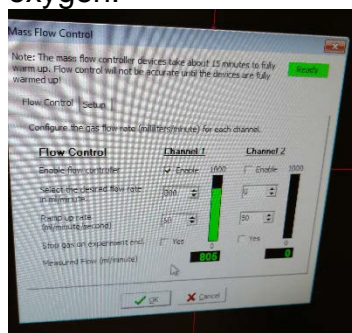 oxygen.
Mass Flow Control
Note: The mass flow controller devices take about 15 minutes to fully
warm up. Flow control will not be accurate until the devices are fully
warmed up!
Ready
Flow Control Setup
Configure the gas flow rate (milliliters/minute) for each channel.
Flow Control Channel 1 Channel 2
Enable flow controller Enable 1000 Enable 1000
Select the desired flow rate
in ml/minute 0
Ramp up rate
(ml/minute/second) 50 50
Stop gas on experiment end Yes 0 Yes 0
Measured Flow (ml/minute) 806 0
OK Cancel